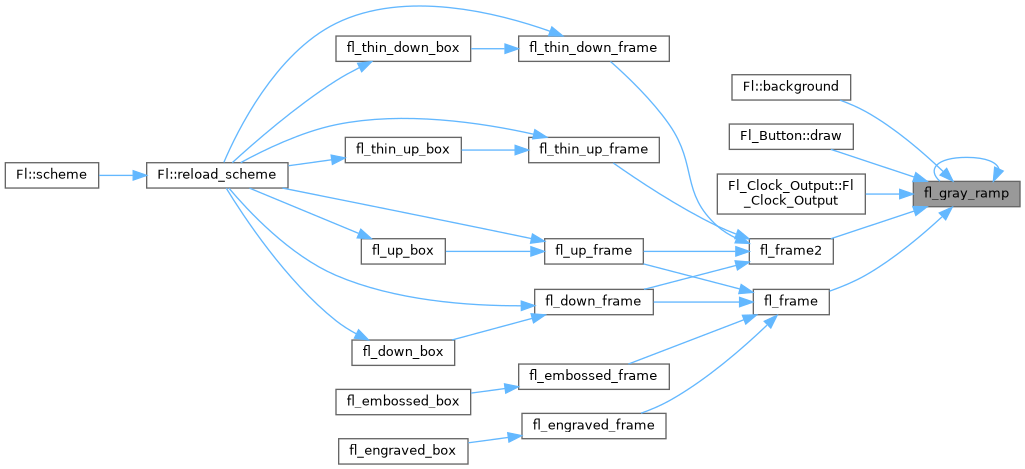 fl_thin_down_box
fl_thin_down_frame
Fl::background
Fl_Button::draw
fl_thin_up_box
fl_thin_up_frame
Fl::scheme
Fl::reload_scheme
Fl_Clock_Output::Fl
_Clock_Output
fl_gray_ramp
fl_up_box
fl_up_frame
fl_frame2
fl_down_frame
fl_frame
fl_down_box
fl_embossed_frame
fl_embossed_box
fl_engraved_frame
fl_engraved_box